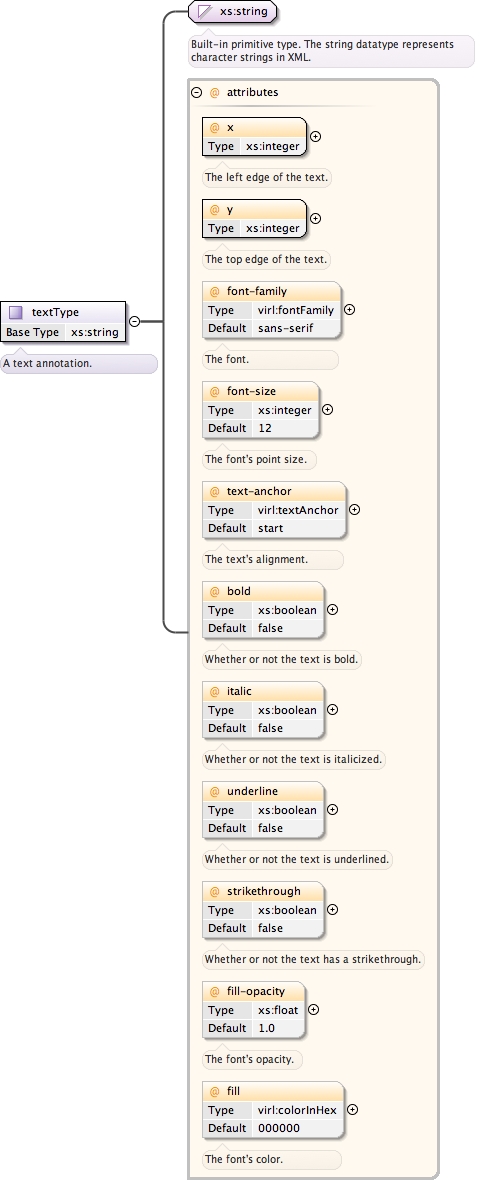 xs:string
Built-in primitive type. The string datatype represents
character strings in XML.
@ attributes
@ x
Type xs:integer
The left edge of the text.
@ y
Type xs:integer
The top edge of the text.
@ font-family
Type virl:fontFamily
Default sans-serif
textType
Base Type xs:string
A text annotation.
The font.
@ font-size
Type xs:integer
Default 12
The font's point size.
@ text-anchor
Type virl:textAnchor
Default start
The text's alignment.
@ bold
Type xs:boolean
Default false
Whether or not the text is bold.
@ italic
Type xs:boolean
Default false
Whether or not the text is italicized.
@ underline
Type xs:boolean
Default false
Whether or not the text is underlined.
@ strikethrough
Type xs:boolean
Default false
Whether or not the text has a strikethrough.
@ fill-opacity
Type xs:float
Default 1.0
The font's opacity.
@ fill
Type virl:colorInHex
Default 000000
The font's color.